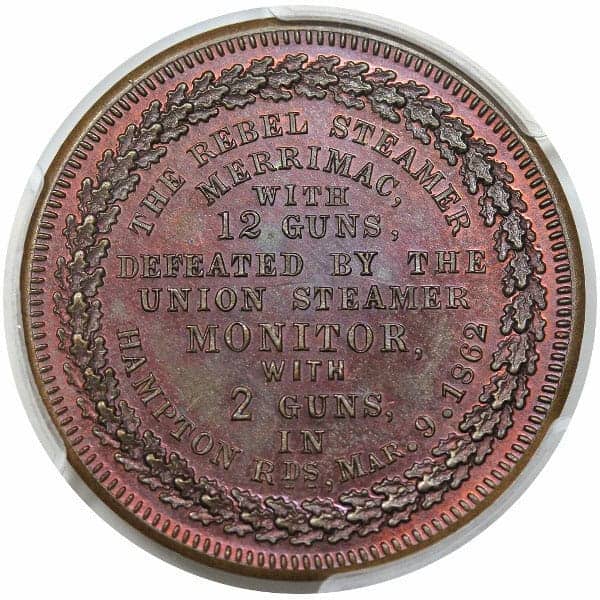 THE REBEL STEAMER
MERRIMAC,
WITH
12 GUNS,
DEFEATED BY THE
UNION STEAMER
MONITOR,
WITH
2 GUNS,
IN
HAMPTON RDS, MAR. 9. 1862